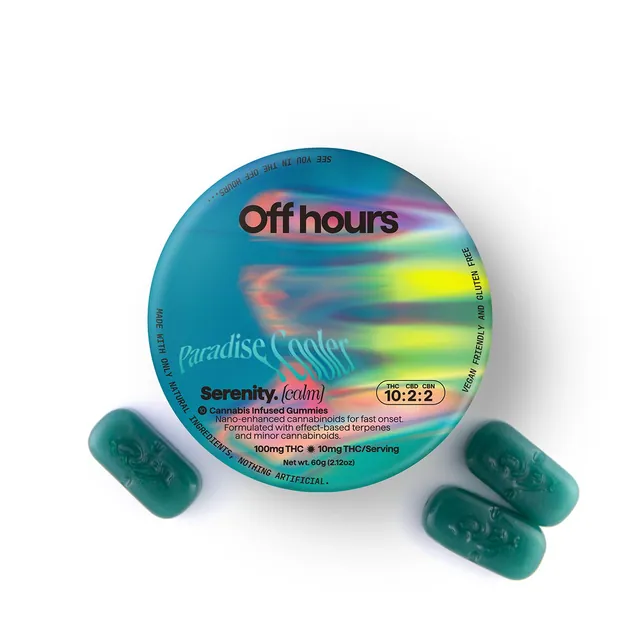 SEE YOU IN THE OFF HOURS...
Off hours
Paradise Cooler
Serenity. [calm]
THC CBD CBN
10:2:2
10 Cannabis Infused Gummies
Nano-enhanced cannabinoids for fast onset.
Formulated with effect-based terpenes
and minor cannabinoids.
100mg THC ✹ 10mg THC/Serving
Net wt. 60g (2.12oz)
MADE WITH ONLY NATURAL INGREDIENTS, NOTHING ARTIFICIAL.
VEGAN FRIENDLY AND GLUTEN FREE